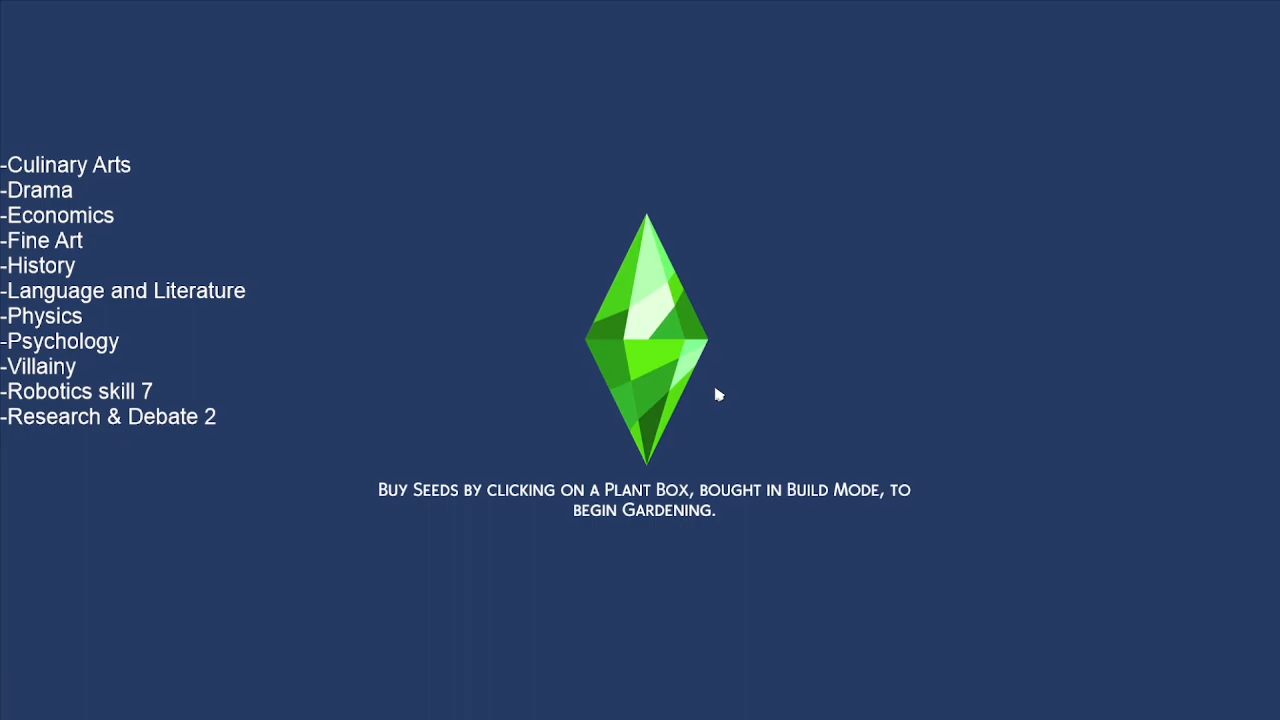 -Culinary Arts
-Drama
-Economics
-Fine Art
-History
-Language and Literature
-Physics
-Psychology
-Villainy
-Robotics skill 7
-Research & Debate 2
Buy Seeds by clicking on a Plant Box, bought in Build Mode, to
begin Gardening.